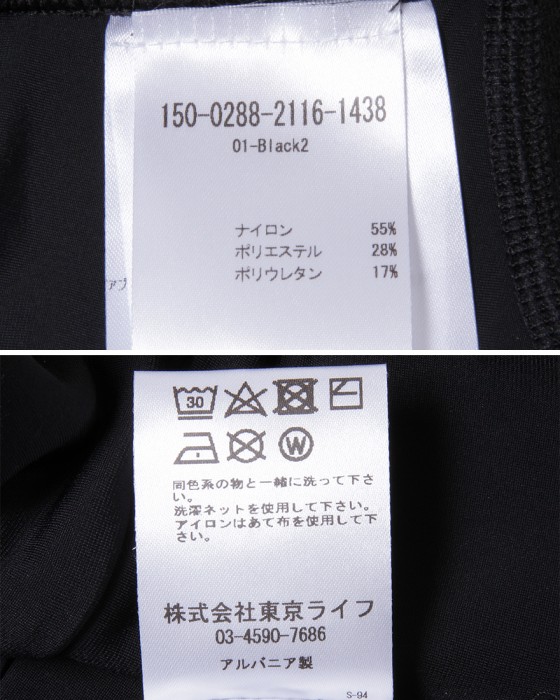 150-0288-2116-1438
01-Black2
ナイロン 55%
ポリエステル 28%
ポリウレタン 17%
アブ
30
W
同色系の物と一緒に洗って下さ
い。
洗濯ネットを使用して下さい。
アイロンはあて布を使用して下
さい。
株式会社東京ライフ
03-4590-7686
アルバニア製
S-94